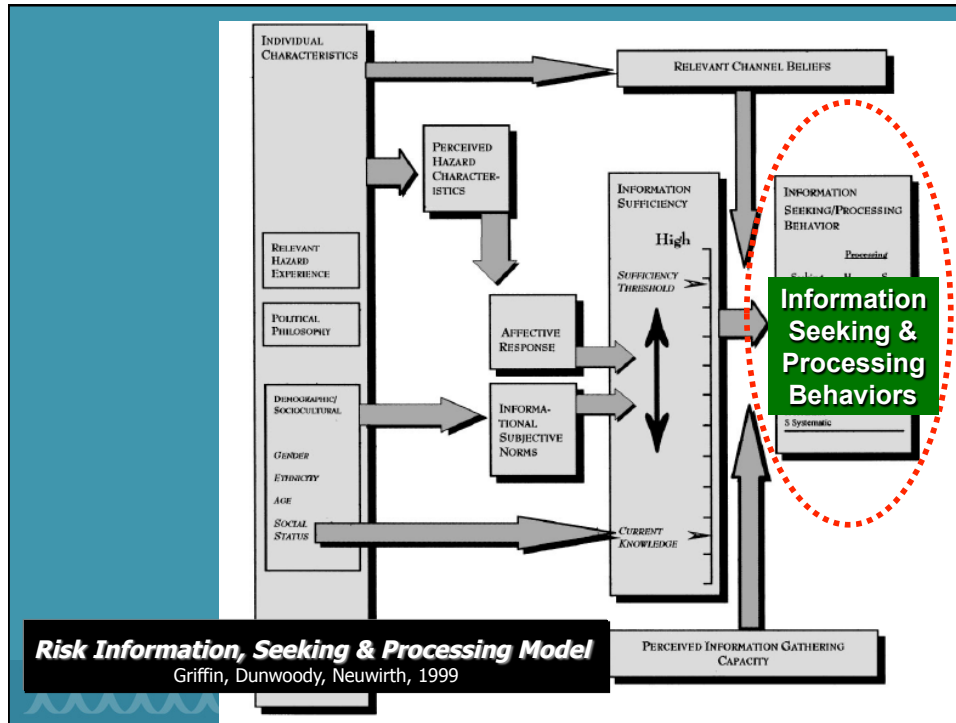 INDIVIDUAL
CHARACTERISTICS
RELEVANT
HAZARD
EXPERIENCE
POLITICAL
PHILOSOPHY
DEMOGRAPHIC/
SOCIOCULTURAL
GENDER
ETHNICITY
AGE
SOCIAL
STATUS
PERCEIVED
HAZARD
CHARACTER-
ISTICS
AFFECTIVE
RESPONSE
INFORMA-
TIONAL
SUBJECTIVE
NORMS
RELEVANT CHANNEL BELIEFS
INFORMATION
SUFFICIENCY
High
SUFFICIENCY
THRESHOLD
CURRENT
KNOWLEDGE
INFORMATION
SEEKING/PROCESSING
BEHAVIOR
Processing
Information
Seeking &
Processing
Behaviors
S Systematic
PERCEIVED INFORMATION GATHERING
CAPACITY
Risk Information, Seeking & Processing Model
Griffin, Dunwoody, Neuwirth, 1999